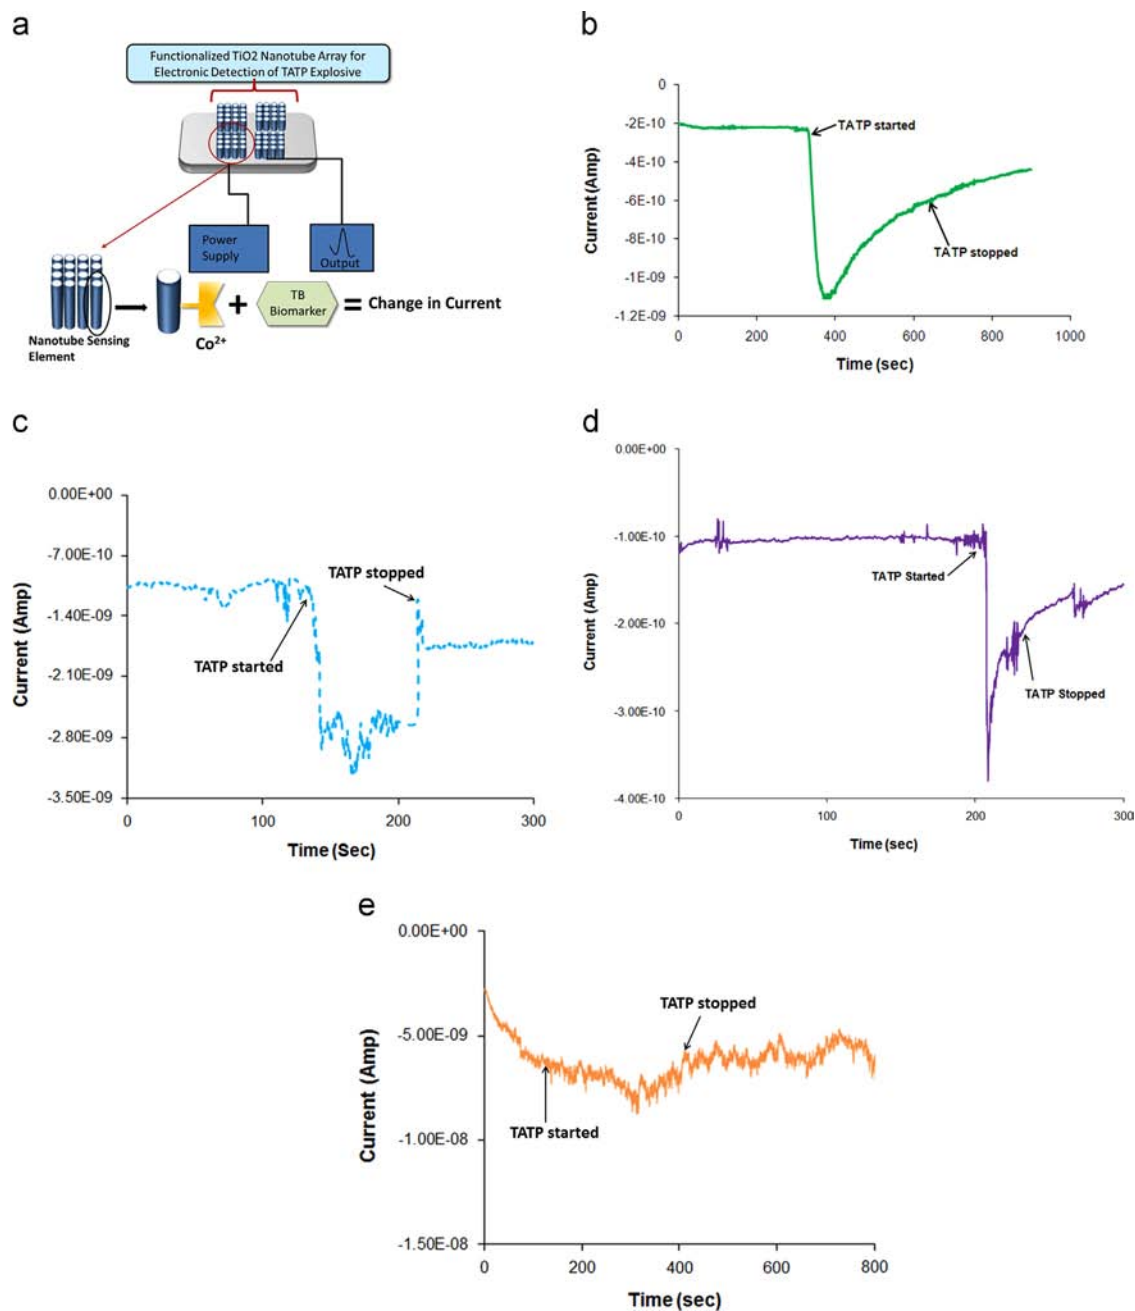 a
Functionalized TiO2 Nanotube Array for
Electronic Detection of TATP Explosive
Power
Supply
Output
Nanotube Sensing
Element
Co2+
+
TB
Biomarker
=
Change in Current
b
0
-2E-10
-4E-10
-6E-10
-8E-10
-1E-09
-1.2E-09
Current (Amp)
TATP started
TATP stopped
0 200 400 600 800 1000
Time (sec)
c
0.00E+00
-7.00E-10
-1.40E-09
-2.10E-09
-2.80E-09
-3.50E-09
Current (Amp)
TATP stopped
TATP started
0 100 200 300
Time (Sec)
d
0.00E+00
-1.00E-10
-2.00E-10
-3.00E-10
-4.00E-10
Current (Amp)
TATP Started
TATP Stopped
0 100 200 300
Time (sec)
e
0.00E+00
-5.00E-09
-1.00E-08
-1.50E-08
Current (Amp)
TATP stopped
TATP started
0 200 400 600 800
Time (sec)